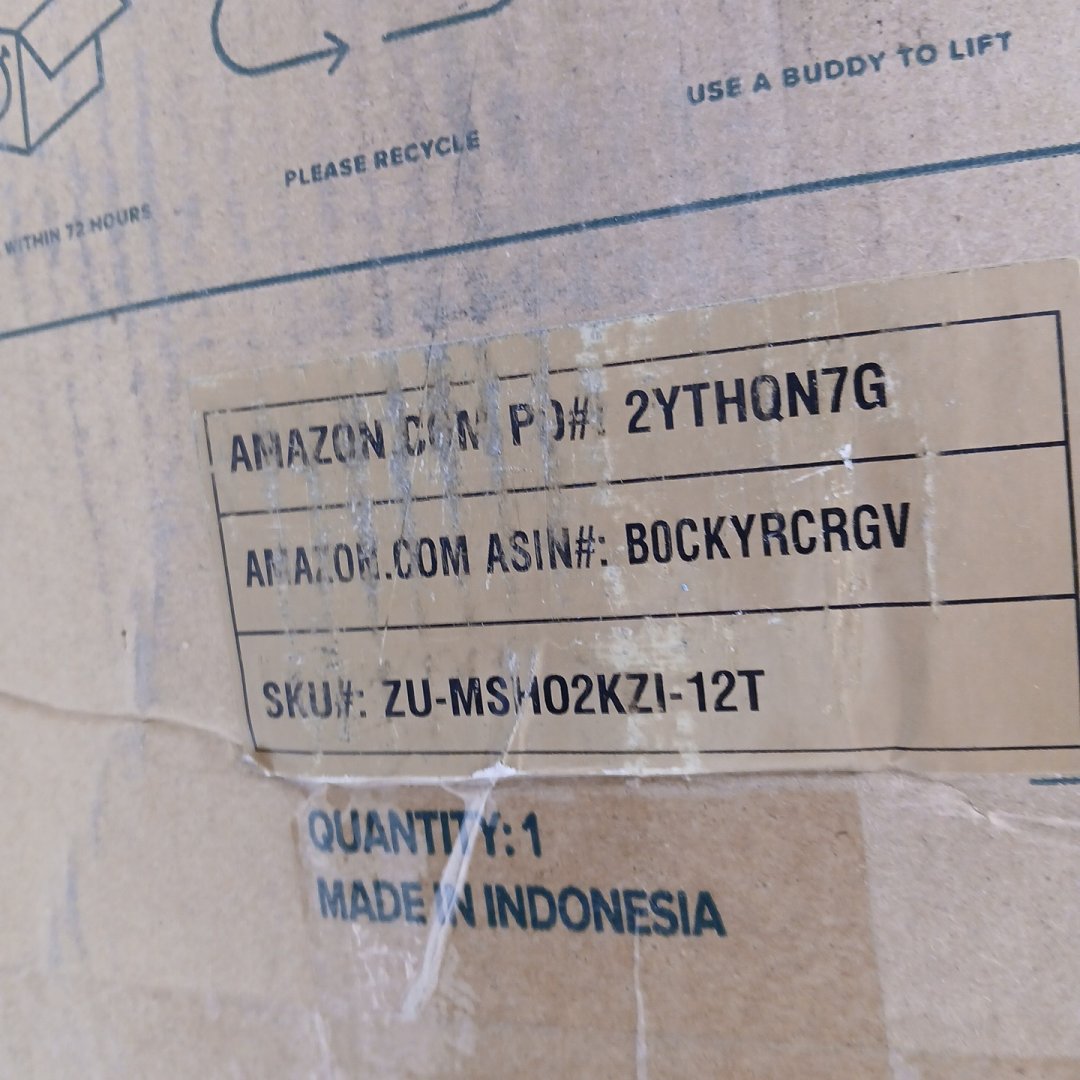 USE A BUDDY TO LIFT
PLEASE RECYCLE
WITHIN 72 HOURS
AMAZON.COM PO#: 2YTHQN7G
AMAZON.COM ASIN#: B0CKYRCRGV
SKU#: ZU-MSHO2KZI-12T
QUANTITY: 1
MADE IN INDONESIA